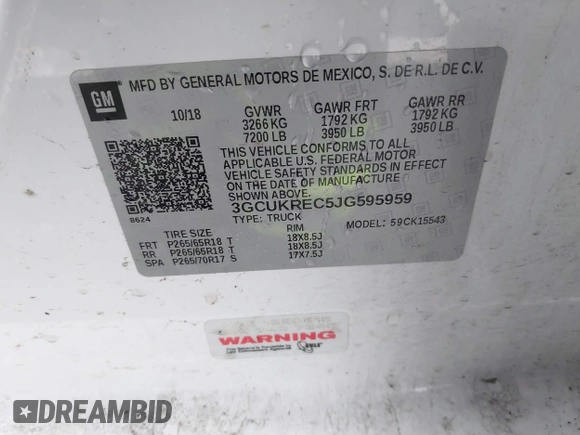 GM
MFD BY GENERAL MOTORS DE MEXICO, S. DE R.L. DE C.V.
10/18 GVWR GAWR FRT GAWR RR
3266 KG 1792 KG 1792 KG
7200 LB 3950 LB 3950 LB
THIS VEHICLE CONFORMS TO ALL
APPLICABLE U.S. FEDERAL MOTOR
VEHICLE SAFETY STANDARDS IN EFFECT
ON THE DATE OF MANUFACTURE
SHOWN ABOVE.
8624 3GCUKREC5JG595959
TYPE: TRUCK MODEL: 59CK15543
TIRE SIZE RIM
FRT P265/65R18 T 18X8.5J
RR P265/65R18 T 18X8.5J
SPA P265/70R17 S 17X7.5J
WARNING
DREAMBID